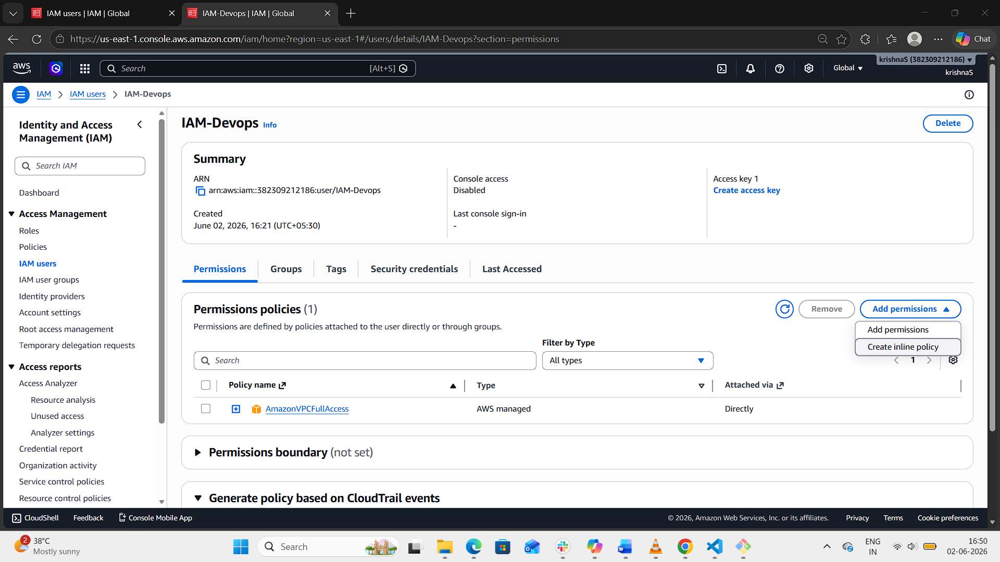 IAM users | IAM | Global
IAM-Devops | IAM | Global
https://us-east-1.console.aws.amazon.com/iam/home?region=us-east-1#/users/details/IAM-Devops?section=permissions
Chat
aws
Search
[Alt+S]
Global
krishnaS (382309212186)
krishnaS
IAM
IAM users
IAM-Devops
Identity and Access
Management (IAM)
Search IAM
Dashboard
Access Management
Roles
Policies
IAM users
IAM user groups
Identity providers
Account settings
Root access management
Temporary delegation requests
Access reports
Access Analyzer
Resource analysis
Unused access
Analyzer settings
Credential report
Organization activity
Service control policies
Resource control policies
IAM-Devops Info
Delete
Summary
ARN
arn:aws:iam::382309212186:user/IAM-Devops
Created
June 02, 2026, 16:21 (UTC+05:30)
Console access
Disabled
Last console sign-in
-
Access key 1
Create access key
Permissions
Groups
Tags
Security credentials
Last Accessed
Permissions policies (1)
Permissions are defined by policies attached to the user directly or through groups.
Remove
Add permissions
Add permissions
Create inline policy
Filter by Type
Search
All types
1
Policy name
Type
Attached via
AmazonVPCFullAccess
AWS managed
Directly
Permissions boundary (not set)
Generate policy based on CloudTrail events
CloudShell
Feedback
Console Mobile App
© 2026, Amazon Web Services, Inc. or its affiliates.
Privacy
Terms
Cookie preferences
2
38°C
Mostly sunny
Search
ENG
IN
16:50
02-06-2026